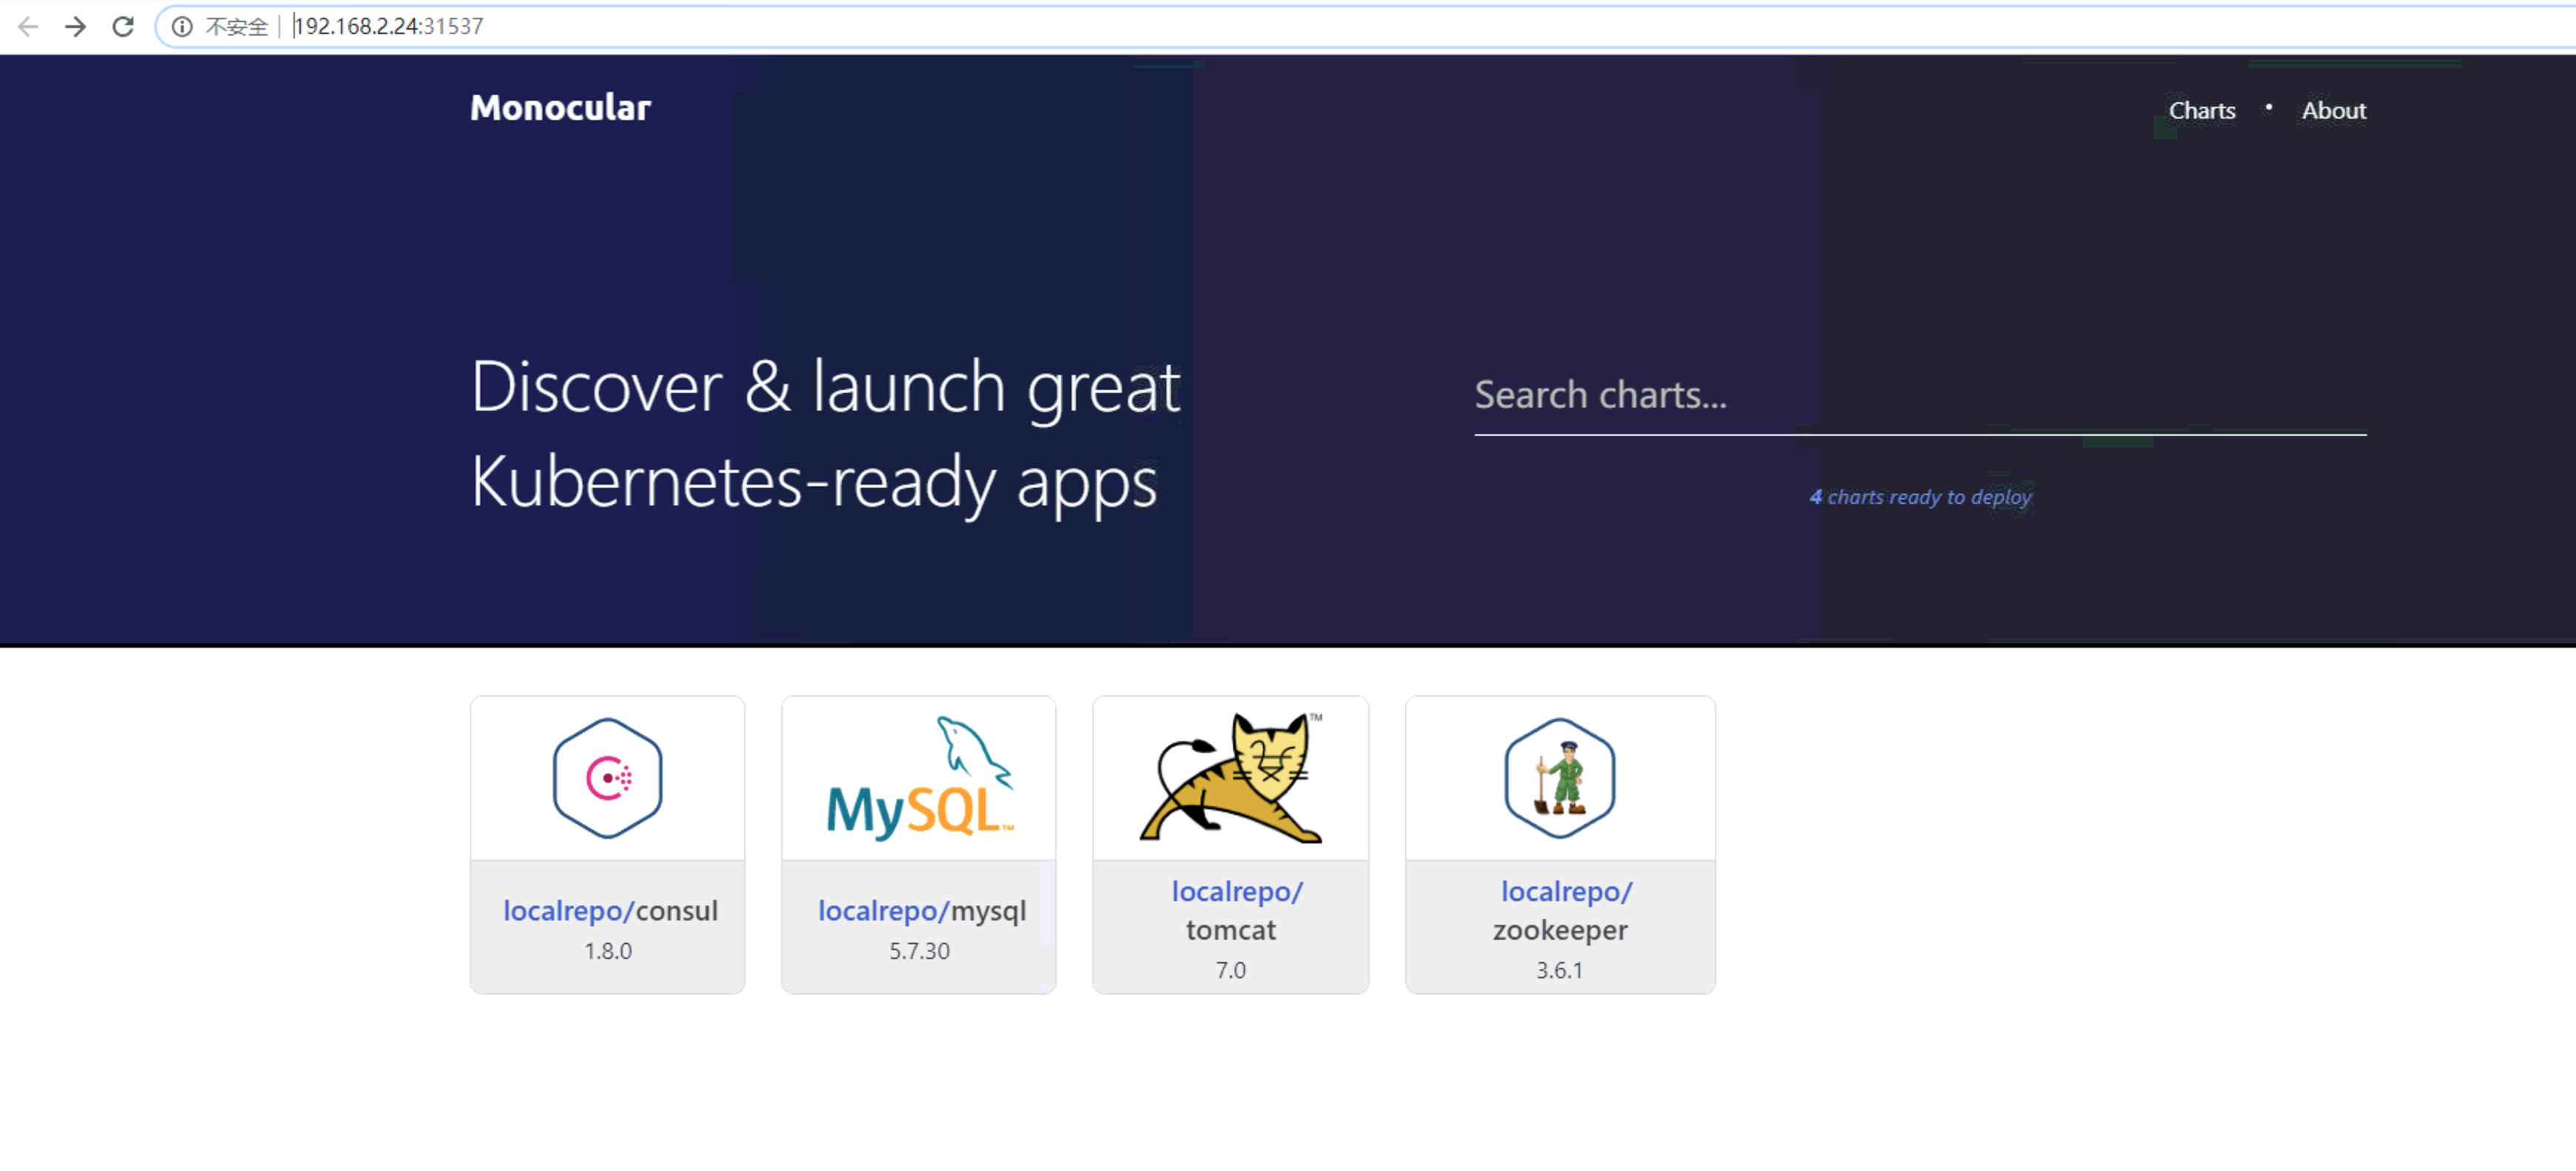 不安全 192.168.2.24:31537
Monocular
Charts • About
Discover & launch great
Kubernetes-ready apps
Search charts...
4 charts ready to deploy
MySQL™
TM
localrepo/consul
1.8.0
localrepo/mysql
5.7.30
localrepo/
tomcat
7.0
localrepo/
zookeeper
3.6.1